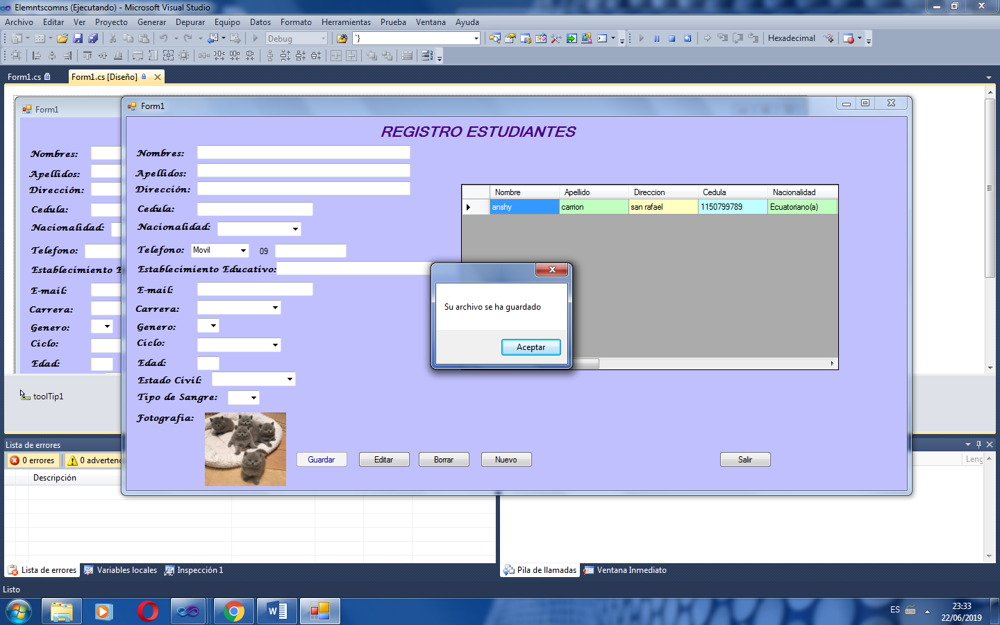 Elemntscomns (Ejecutando) - Microsoft Visual Studio
Archivo Editar Ver Proyecto Generar Depurar Equipo Datos Formato Herramientas Prueba Ventana Ayuda
Debug
Hexadecimal
Form1.cs
Form1.cs [Diseño]
Form1
Nombres:
Apellidos:
Dirección:
Cedula:
Nacionalidad:
Telefono:
Establecimiento E
E-mail:
Carrera:
Genero:
Ciclo:
Edad:
toolTip1
Form1
REGISTRO ESTUDIANTES
Nombres:
Apellidos:
Dirección:
Cedula:
Nacionalidad:
Telefono: Movil 09
Establecimiento Educativo:
E-mail:
Carrera:
Genero:
Ciclo:
Edad:
Estado Civil:
Tipo de Sangre:
Fotografia:
Nombre Apellido Direccion Cedula Nacionalidad
anshy carrion san rafael 1150799789 Ecuatoriano(a)
Su archivo se ha guardado
Aceptar
Guardar Editar Borrar Nuevo Salir
Lista de errores
0 errores 0 adverten
Leng
Descripción
Lista de errores Variables locales Inspección 1
Pila de llamadas Ventana Inmediato
Listo
ES
23:33
22/06/2019